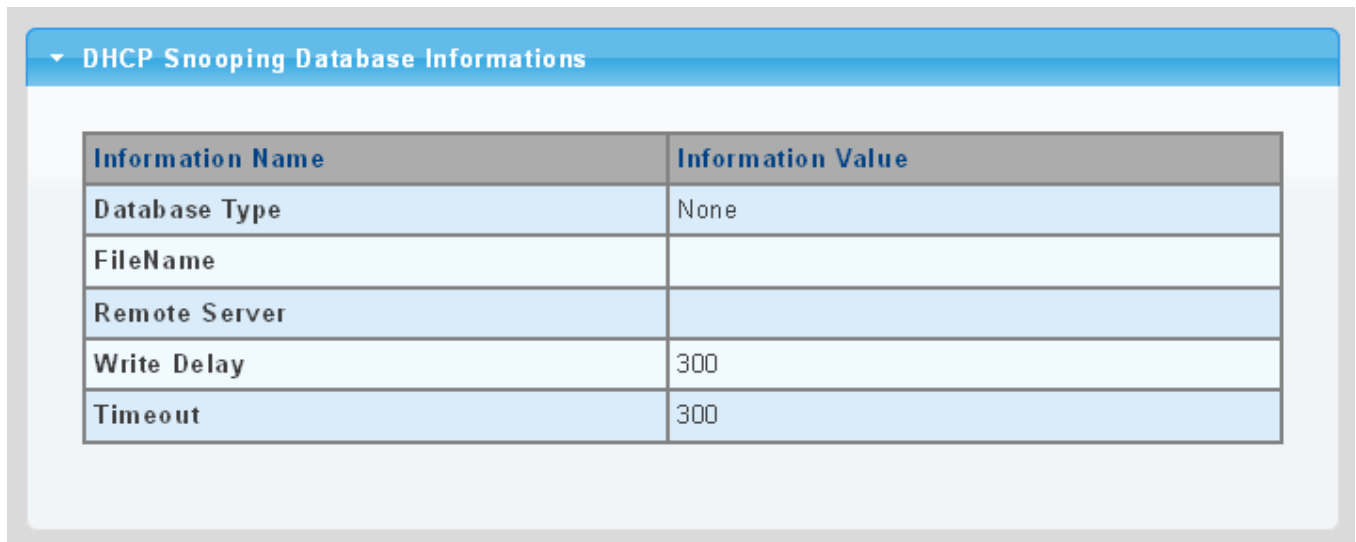 DHCP Snooping Database Informations
Information Name Information Value
Database Type None
FileName
Remote Server
Write Delay 300
Timeout 300